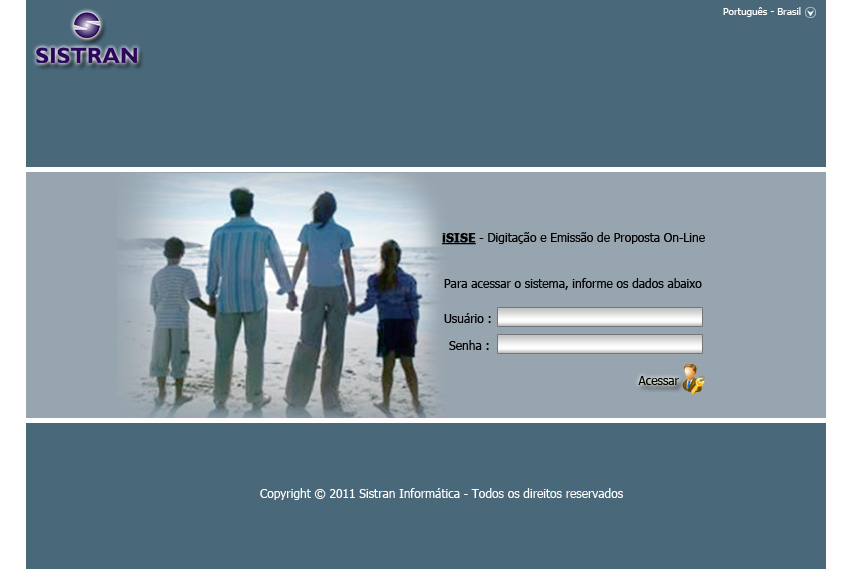 Português - Brasil
SISTRAN
iSISE - Digitação e Emissão de Proposta On-Line
Para acessar o sistema, informe os dados abaixo
Usuário :
Senha :
Acessar
Copyright © 2011 Sistran Informática - Todos os direitos reservados